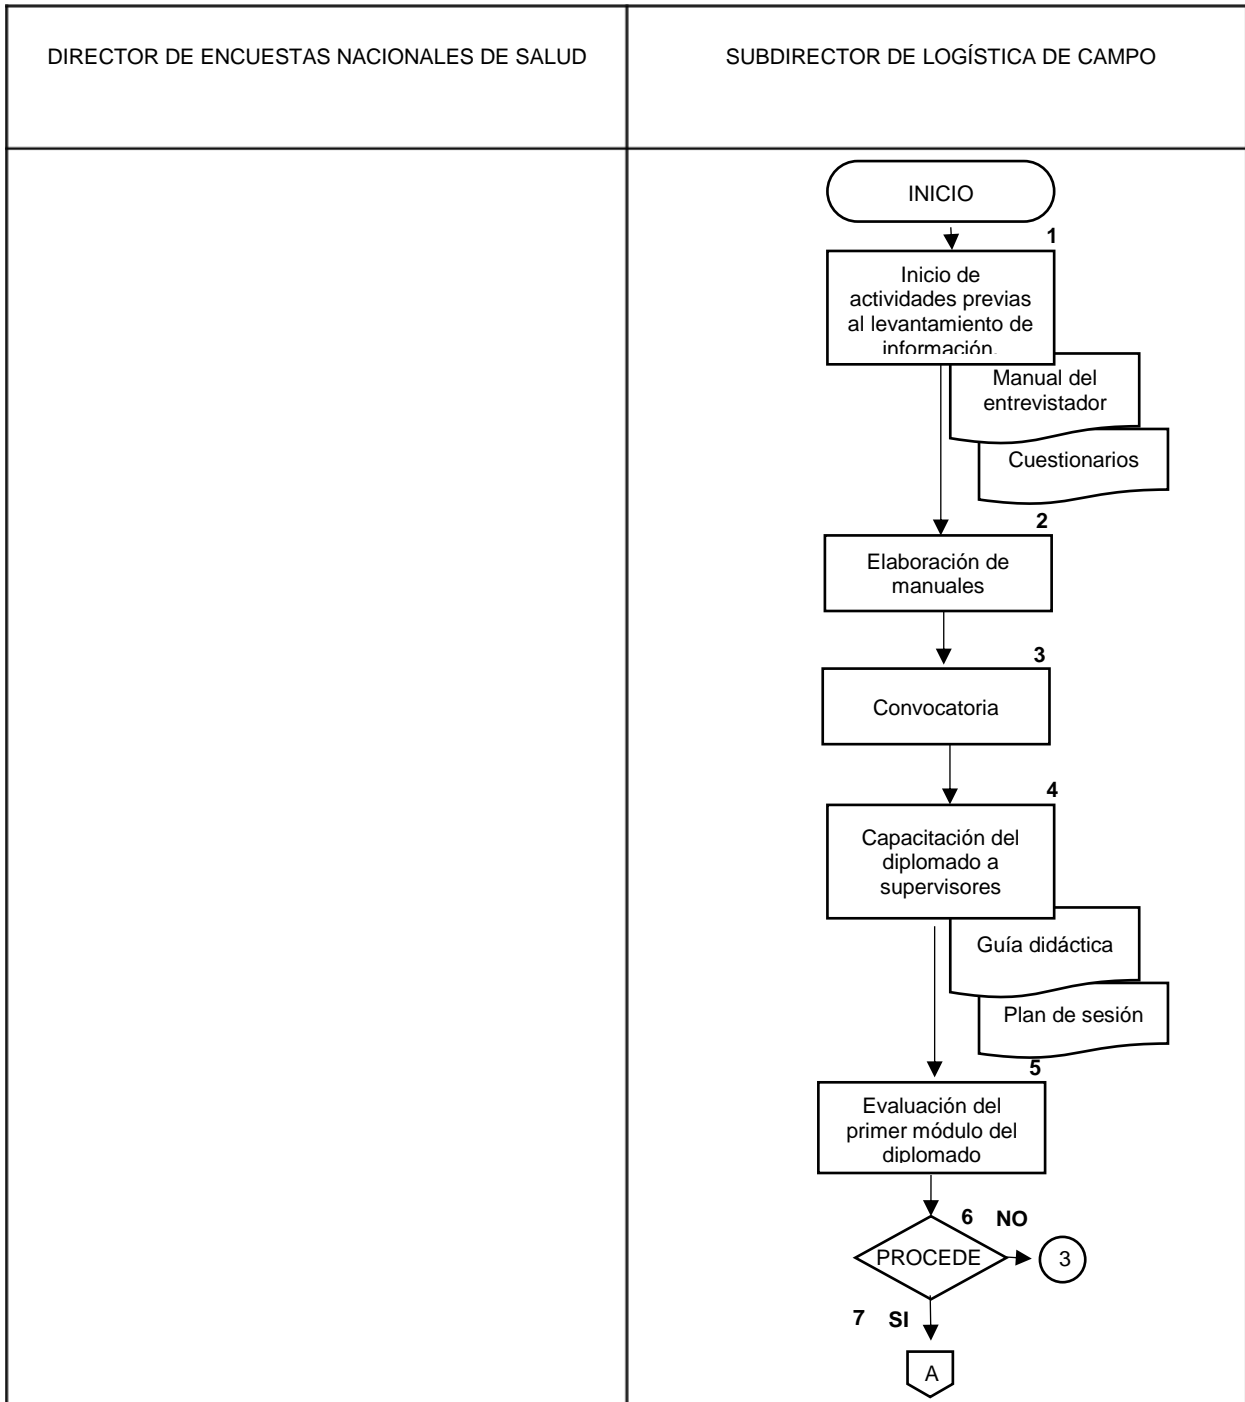 DIRECTOR DE ENCUESTAS NACIONALES DE SALUD
SUBDIRECTOR DE LOGÍSTICA DE CAMPO
INICIO
1
Inicio de
actividades previas
al levantamiento de
información.
Manual del
entrevistador
Cuestionarios
2
Elaboración de
manuales
3
Convocatoria
4
Capacitación del
diplomado a
supervisores
Guía didáctica
Plan de sesión
5
Evaluación del
primer módulo del
diplomado
6 NO
PROCEDE
3
7 SI
A